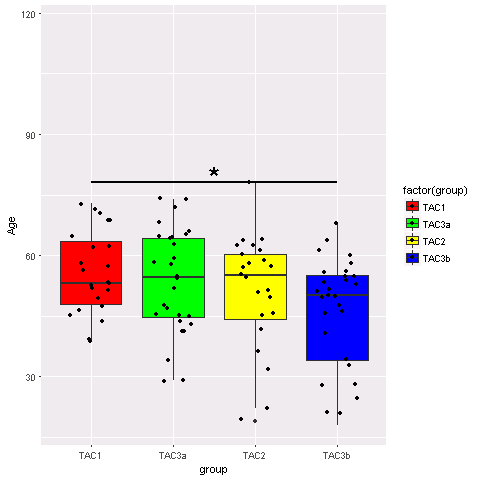 120
90
60
30
Age
*
TAC1 TAC3a TAC2 TAC3b
group
factor(group)
TAC1
TAC3a
TAC2
TAC3b